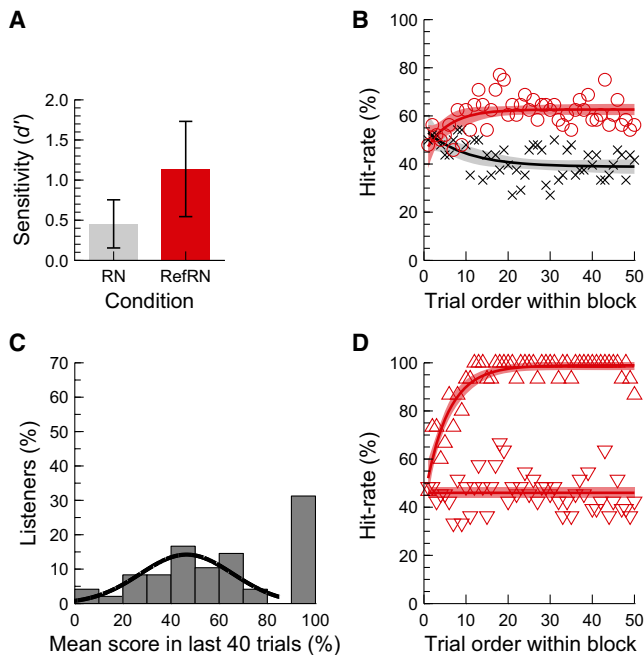 A
2.0
1.5
1.0
0.5
0.0
Sensitivity (d′)
RN RefRN
Condition
B
100
80
60
40
20
0
Hit-rate (%)
0 10 20 30 40 50
Trial order within block
C
70
60
50
40
30
20
10
0
Listeners (%)
0 20 40 60 80 100
Mean score in last 40 trials (%)
D
100
80
60
40
20
0
Hit-rate (%)
0 10 20 30 40 50
Trial order within block